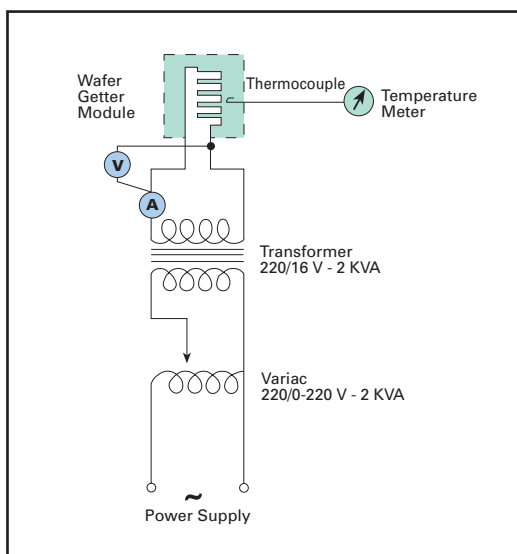 Wafer
Getter
Module
Thermocouple
Temperature
Meter
V
A
Transformer
220/16 V - 2 KVA
Variac
220/0-220 V - 2 KVA
~
Power Supply